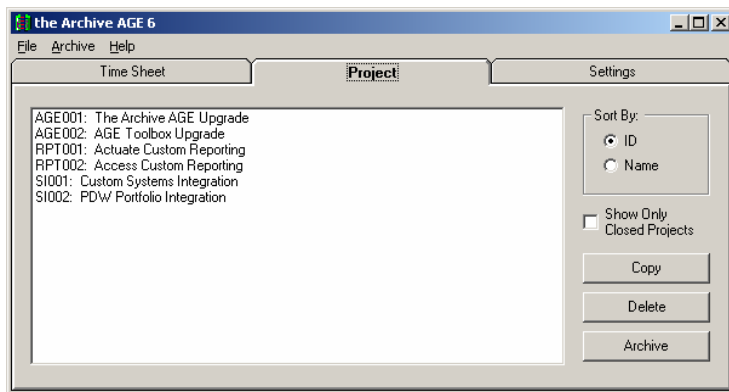 the Archive AGE 6
File Archive Help
Time Sheet Project Settings
AGE001: The Archive AGE Upgrade
AGE002: AGE Toolbox Upgrade
RPT001: Actuate Custom Reporting
RPT002: Access Custom Reporting
SI001: Custom Systems Integration
SI002: PDW Portfolio Integration
Sort By:
ID
Name
Show Only
Closed Projects
Copy
Delete
Archive